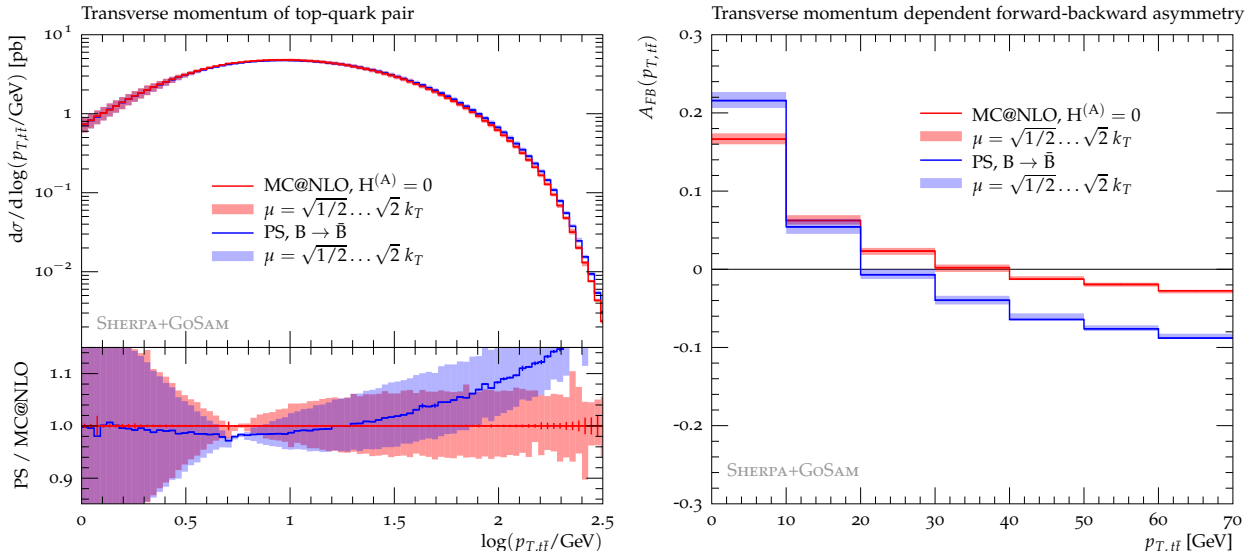 Transverse momentum of top-quark pair
dσ/d log(p_{T,tt̄}/GeV) [pb]
10^1
1
10^{−1}
10^{−2}
MC@NLO, H^{(A)} = 0
μ = √1/2 … √2 k_T
PS, B → B̄
μ = √1/2 … √2 k_T
SHERPA+GOSAM
PS / MC@NLO
1.1
1.0
0.9
0 0.5 1 1.5 2 2.5
log(p_{T,tt̄}/GeV)
Transverse momentum dependent forward-backward asymmetry
A_{FB}(p_{T,tt̄})
0.3
0.2
0.1
0
-0.1
-0.2
-0.3
MC@NLO, H^{(A)} = 0
μ = √1/2 … √2 k_T
PS, B → B̄
μ = √1/2 … √2 k_T
SHERPA+GOSAM
0 10 20 30 40 50 60 70
p_{T,tt̄} [GeV]